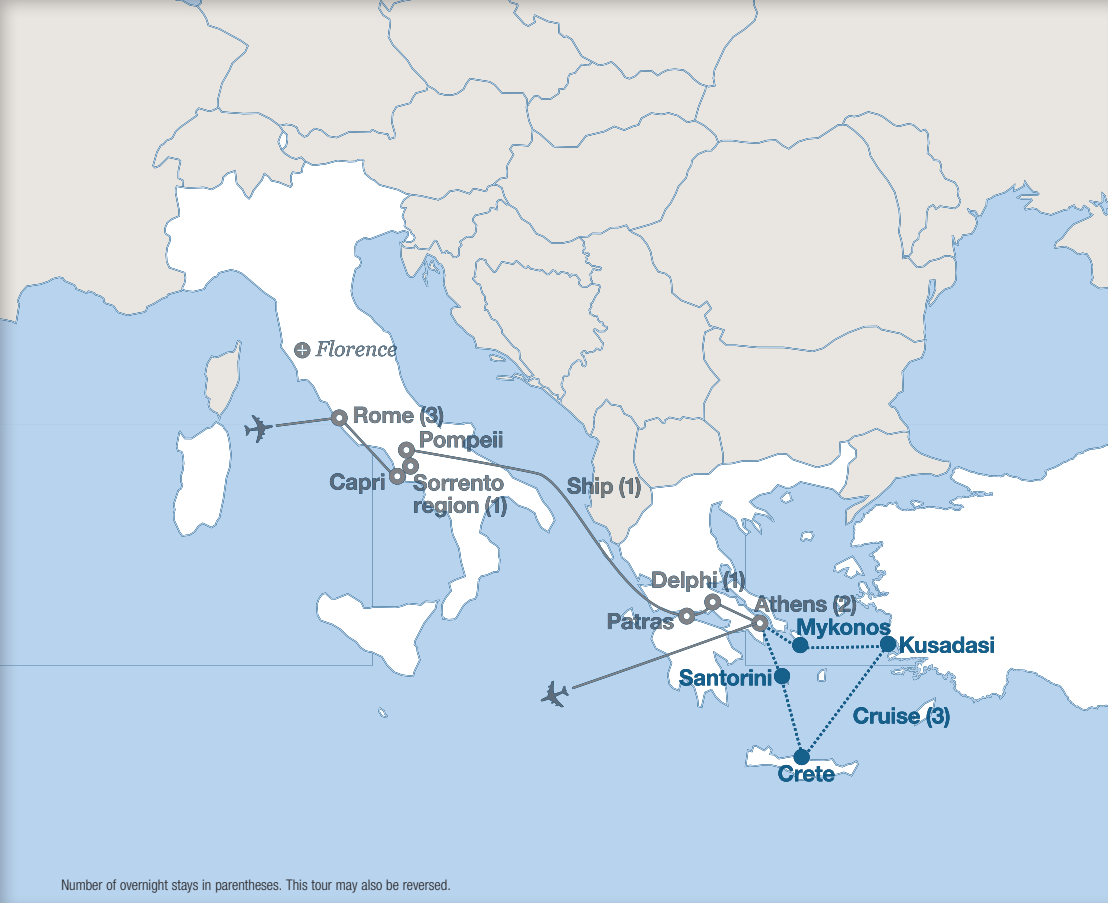 Florence
Rome (3)
Pompeii
Capri
Sorrento
region (1)
Ship (1)
Delphi (1)
Athens (2)
Patras
Mykonos
Kusadasi
Santorini
Cruise (3)
Crete
Number of overnight stays in parentheses. This tour may also be reversed.